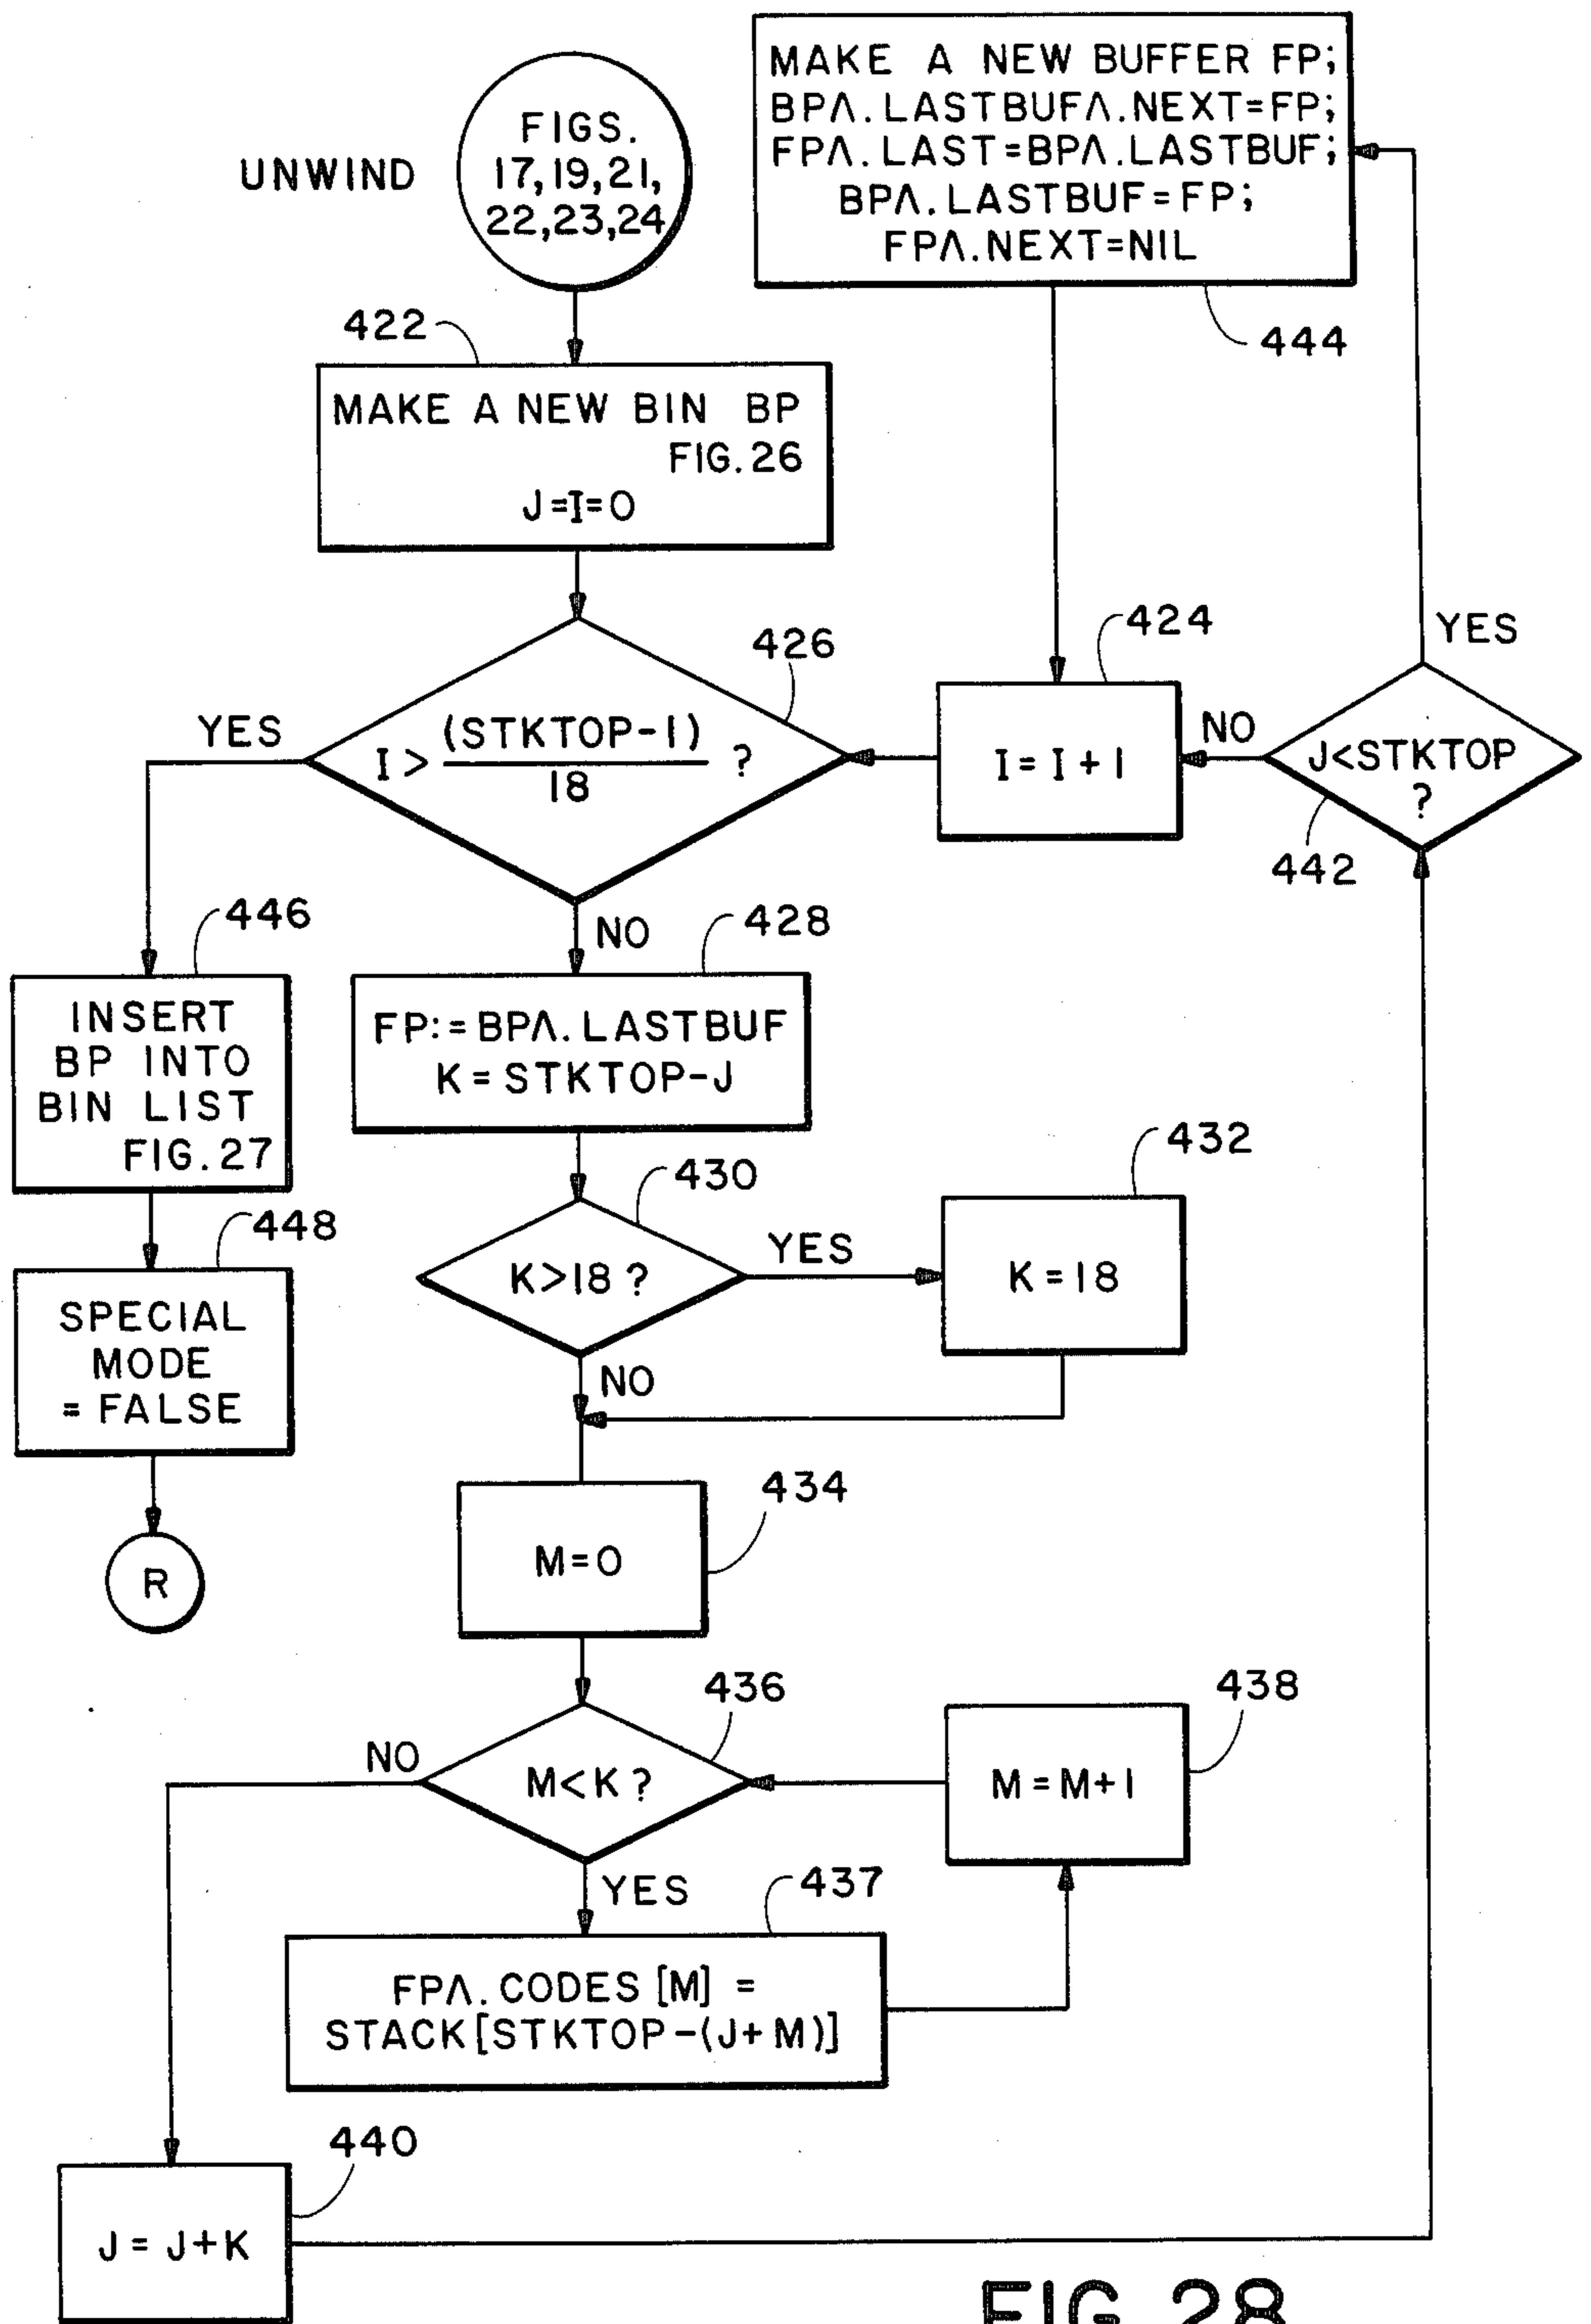 UNWIND
FIGS.
17,19,21,
22,23,24
MAKE A NEW BUFFER FP;
BPΛ.LASTBUFΛ.NEXT=FP;
FPΛ.LAST=BPΛ.LASTBUF;
BPΛ.LASTBUF=FP;
FPΛ.NEXT=NIL
444
422
MAKE A NEW BIN BP
FIG.26
J=I=0
426
I > (STKTOP-1)
18
?
YES
NO
424
I=I+1
NO
YES
J<STKTOP
?
442
446
INSERT
BP INTO
BIN LIST
FIG.27
448
SPECIAL
MODE
= FALSE
R
428
FP:=BPΛ.LASTBUF
K=STKTOP-J
430
K>18?
YES
NO
432
K=18
434
M=0
436
M<K?
NO
YES
438
M=M+1
437
FPΛ.CODES [M] =
STACK[STKTOP-(J+M)]
440
J=J+K
FIG.28